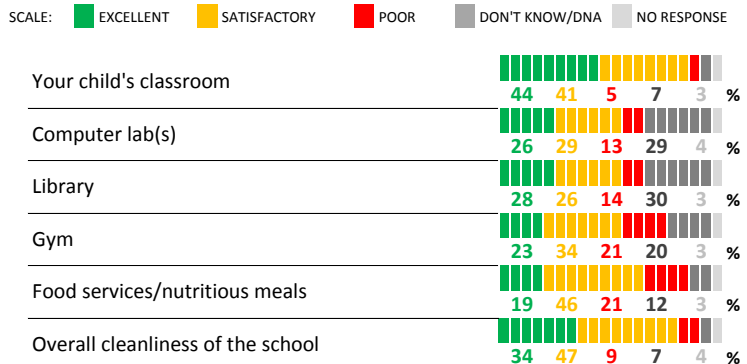 SCALE: EXCELLENT SATISFACTORY POOR DON'T KNOW/DNA NO RESPONSE
Your child's classroom
44 41 5 7 3 %
Computer lab(s)
26 29 13 29 4 %
Library
28 26 14 30 3 %
Gym
23 34 21 20 3 %
Food services/nutritious meals
19 46 21 12 3 %
Overall cleanliness of the school
34 47 9 7 4 %